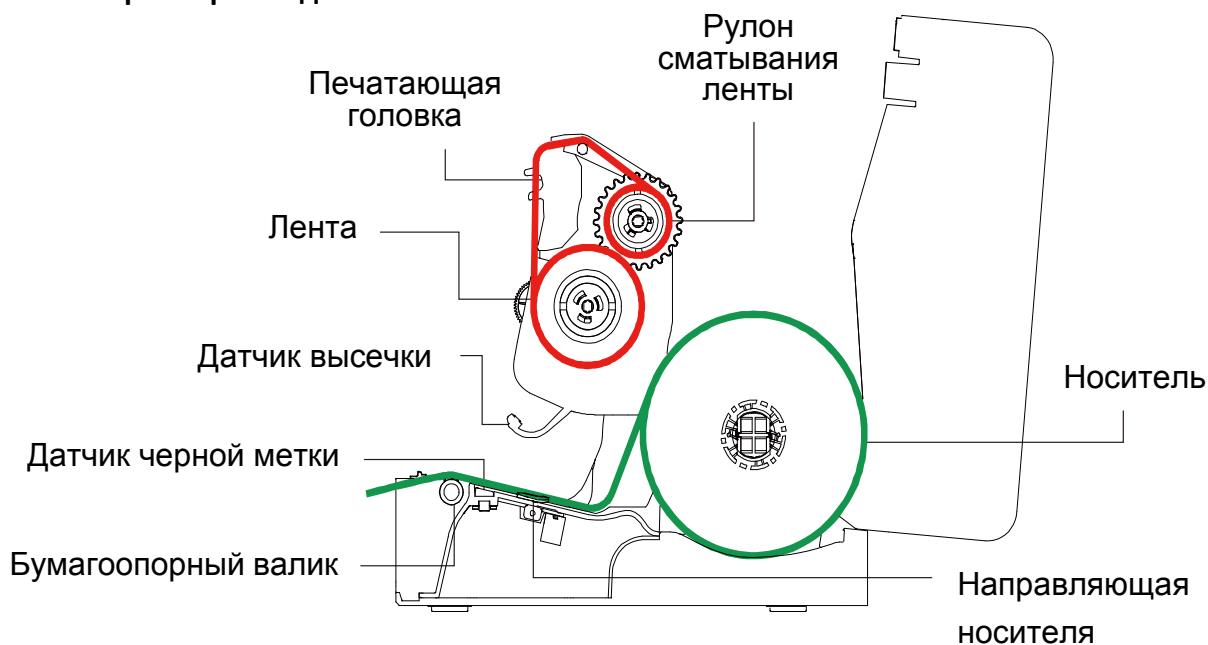 Рулон
сматывания
ленты
Печатающая
головка
Лента
Датчик высечки
Носитель
Датчик черной метки
Бумагоопорный валик
Направляющая
носителя